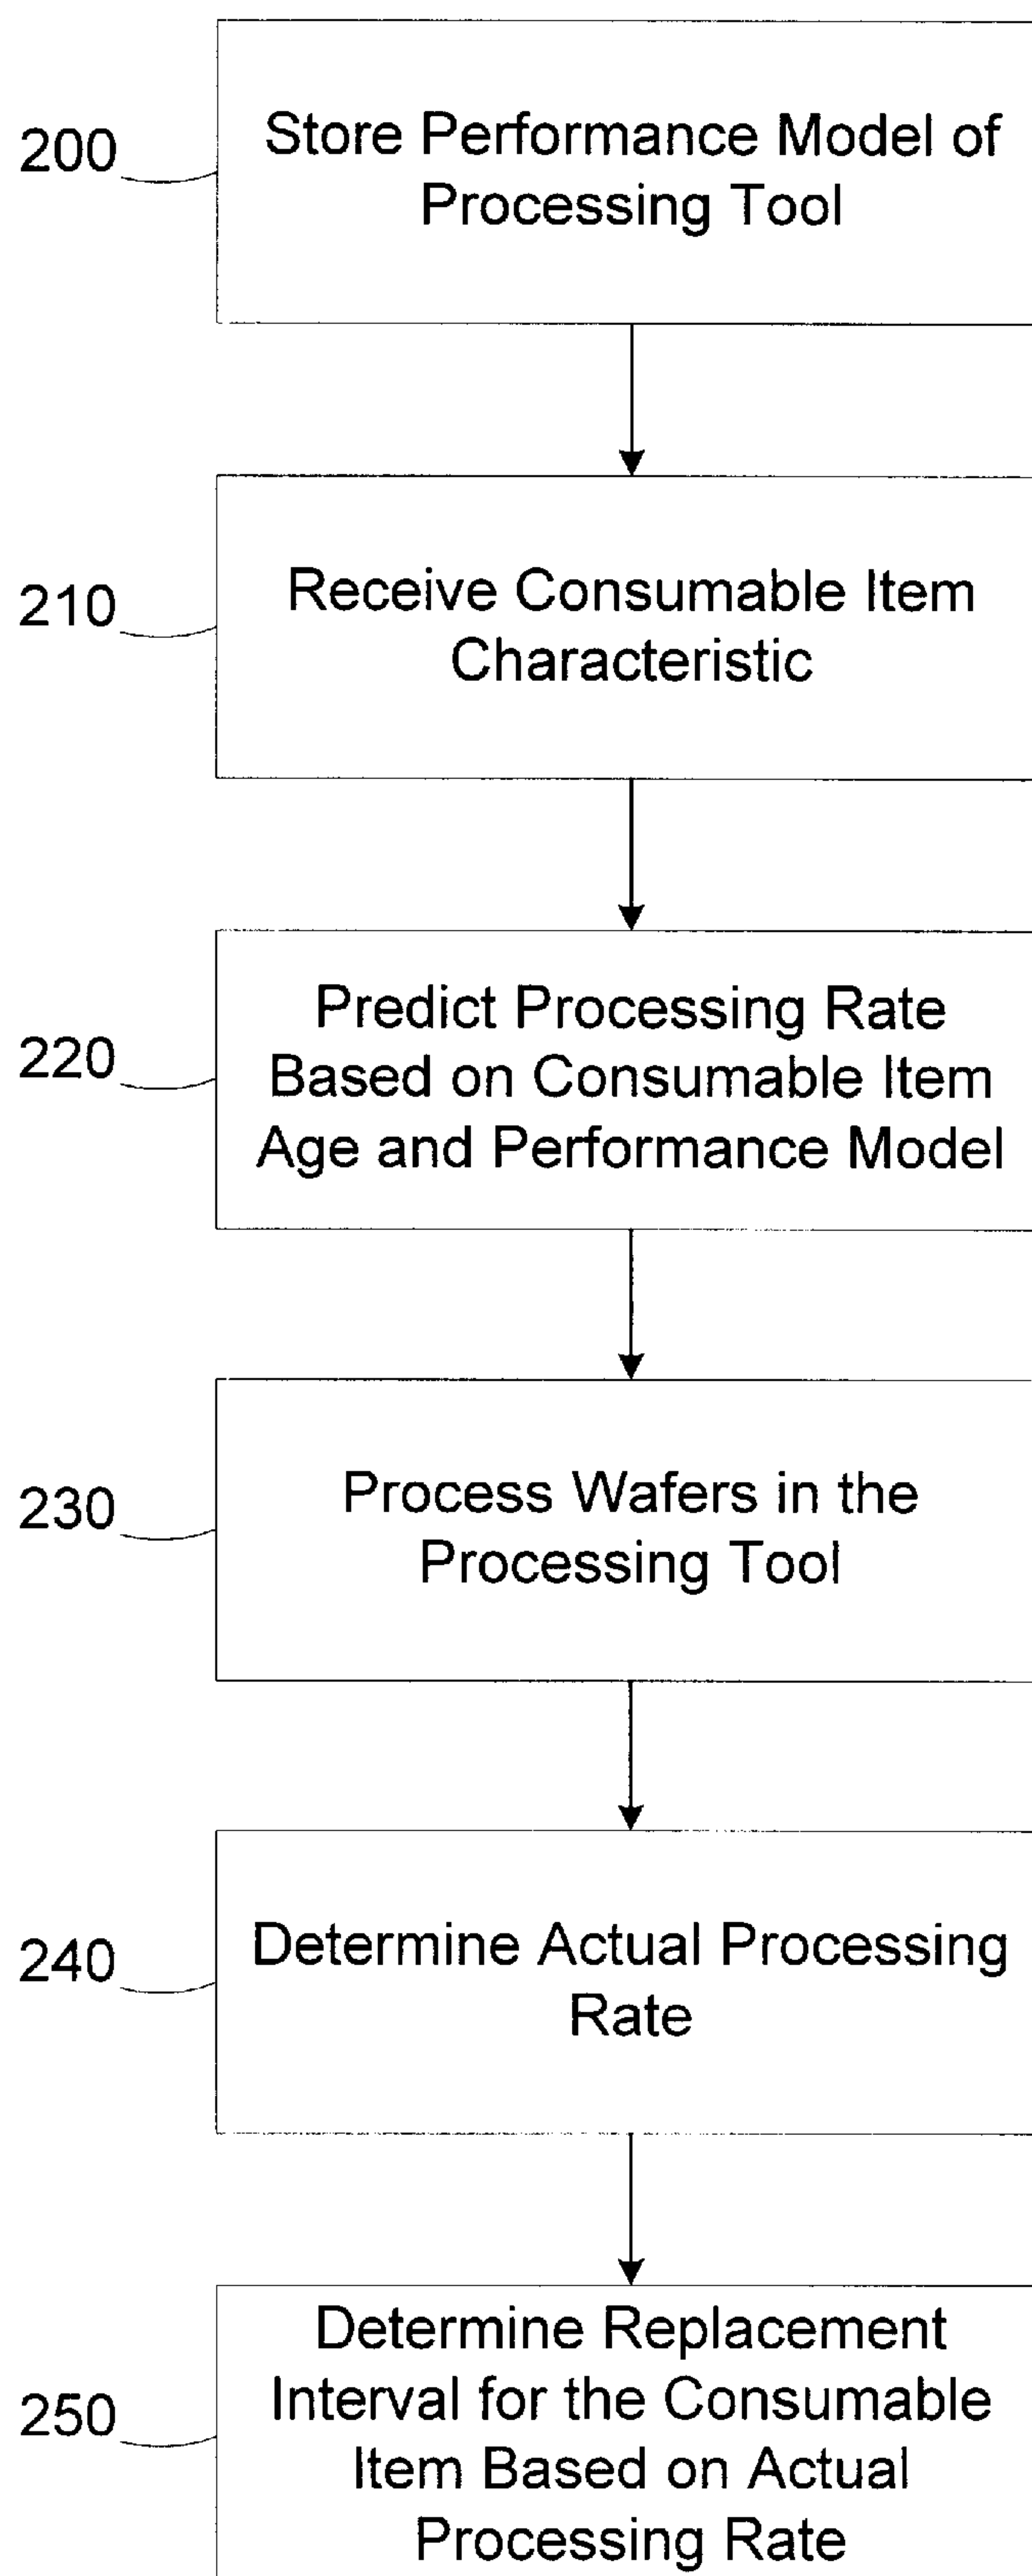 200
Store Performance Model of
Processing Tool
210
Receive Consumable Item
Characteristic
220
Predict Processing Rate
Based on Consumable Item
Age and Performance Model
230
Process Wafers in the
Processing Tool
240
Determine Actual Processing
Rate
250
Determine Replacement
Interval for the Consumable
Item Based on Actual
Processing Rate